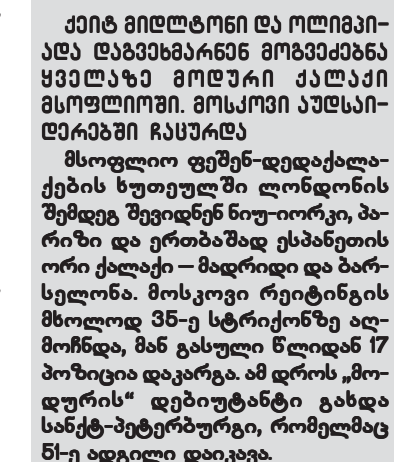 ქეით მიდლტონი და ოლიმპი-
ადა დაგვეხმარნენ მოგვეძებნა
ყველაზე მოდური ქალაქი
მსოფლიოში. მოსკოვი აუდსაი-
დერებში ჩაცურდა
მსოფლიო ფეშენ-დედაქალა-
ქების ხუთეულში ლონდონის
შემდეგ შევიდნენ ნიუ-იორკი, პა-
რიზი და ერთბაშად ესპანეთის
ორი ქალაქი — მადრიდი და ბარ-
სელონა. მოსკოვი რეიტინგის
მხოლოდ 35-ე სტრიქონზე აღ-
მოჩნდა, მან გასული წლიდან 17
პოზიცია დაკარგა. ამ დროს „მო-
დურის“ დებიუტანტი გახდა
სანქტ-პეტერბურგი, რომელმაც
51-ე ადგილი დაიკავა.